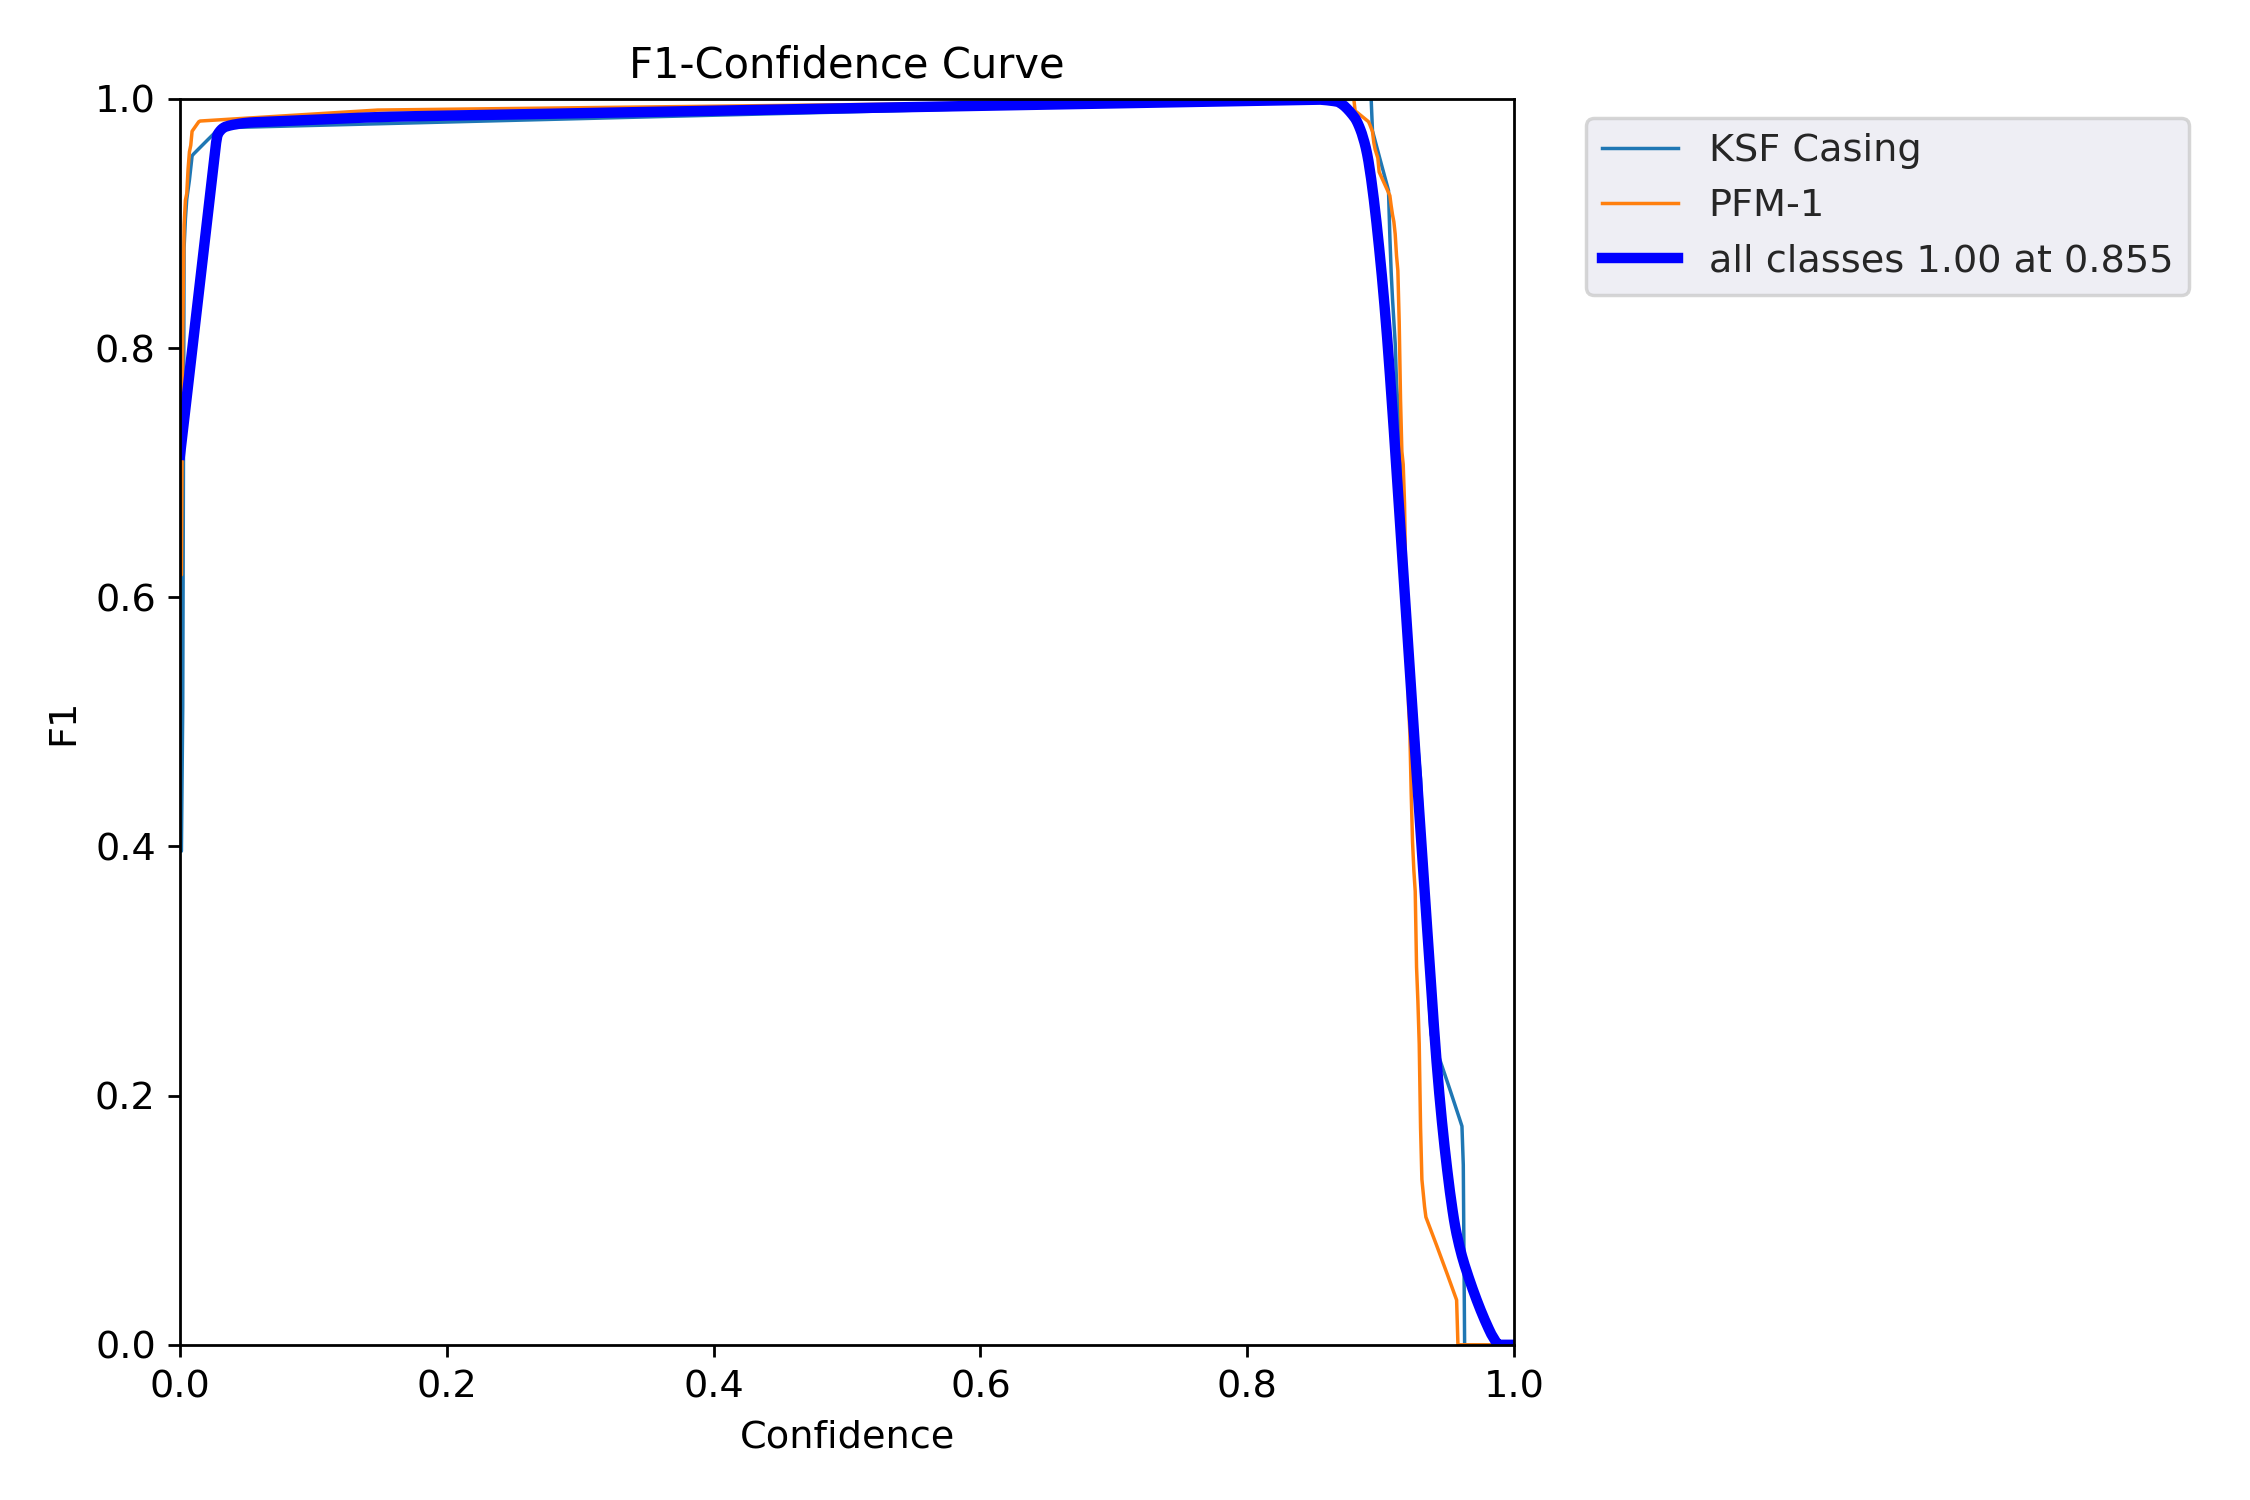 F1-Confidence Curve
1.0
0.8
0.6
0.4
0.2
0.0
F1
0.0 0.2 0.4 0.6 0.8 1.0
Confidence
KSF Casing
PFM-1
all classes 1.00 at 0.855